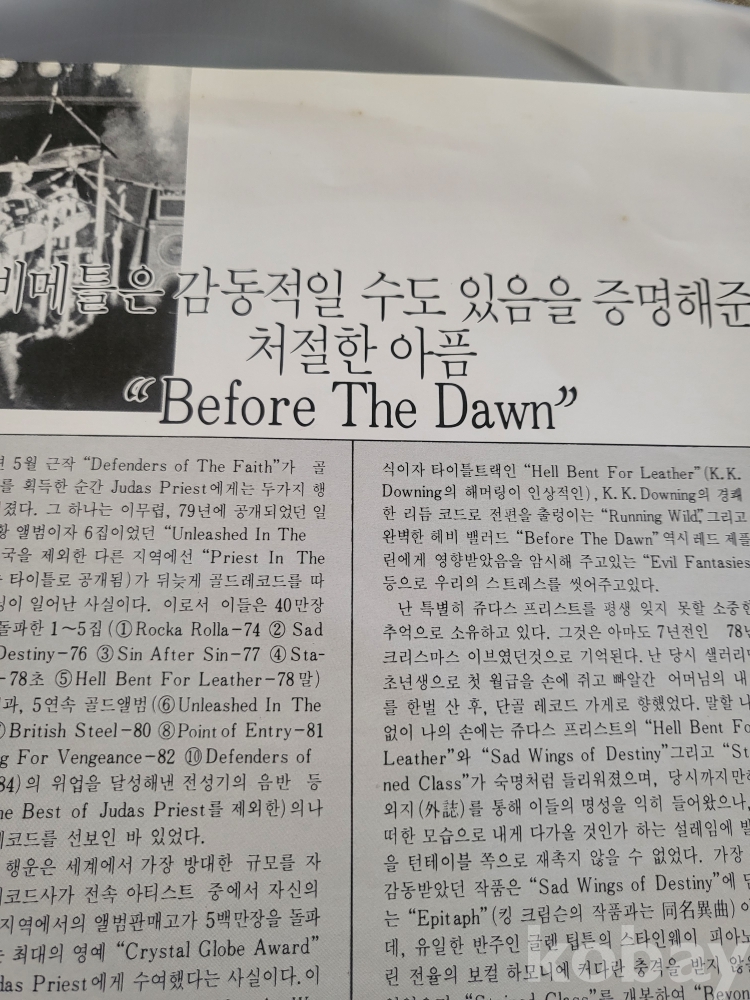 비메틀은 감동적일 수도 있음을 증명해준
처절한 아픔
“Before The Dawn”
5월 근작 “Defenders of The Faith”가 골
를 획득한 순간 Judas Priest에게는 두가지 행
졌다. 그 하나는 이무렵, 79년에 공개되었던 일
황 앨범이자 6집이었던 “Unleashed In The
국을 제외한 다른 지역에선 “Priest In The
타이틀로 공개됨)가 뒤늦게 골드레코드를 따
이 일어난 사실이다. 이로서 이들은 40만장
돌파한 1～5집 (①Rocka Rolla-74 ② Sad
Destiny-76 ③Sin After Sin-77 ④Sta-
-78초 ⑤Hell Bent For Leather-78말)
과, 5연속 골드앨범(⑥Unleashed In The
British Steel-80 ⑧Point of Entry-81
g For Vengeance-82 ⑩Defenders of
84)의 위업을 달성해낸 전성기의 음반 등
he Best of Judas Priest를 제외한)의나
레코드를 선보인 바 있었다.
행운은 세계에서 가장 방대한 규모를 자
레코드사가 전속 아티스트 중에서 자신의
지역에서의 앨범판매고가 5백만장을 돌파
는 최대의 영예 “Crystal Globe Award”
das Priest에게 수여했다는 사실이다. 이
식이자 타이틀트랙인 “Hell Bent For Leather”(K.K.
Downing의 해머링이 인상적인), K.K.Downing의 경쾌
한 리듬 코드로 전편을 출렁이는 “Running Wild”, 그리고
완벽한 헤비 밸러드 “Before The Dawn” 역시 레드 제플
린에게 영향받았음을 암시해 주고있는 “Evil Fantasies
등으로 우리의 스트레스를 씻어주고있다.
난 특별히 쥬다스 프리스트를 평생 잊지 못할 소중한
추억으로 소유하고 있다. 그것은 아마도 7년전인 78년
크리스마스 이브였던것으로 기억된다. 난 당시 샐러리맨
초년생으로 첫 월급을 손에 쥐고 빠알간 어머님의 내
를 한벌 산 후, 단골 레코드 가게로 향했었다. 말할 나
없이 나의 손에는 쥬다스 프리스트의 “Hell Bent Fo
Leather”와 “Sad Wings of Destiny”그리고 “St
ned Class”가 숙명처럼 들리워졌으며, 당시까지만해
외지(外誌)를 통해 이들의 명성을 익히 들어왔으나,
떠한 모습으로 내게 다가올 것인가 하는 설레임에 발
을 턴테이블 쪽으로 재촉지 않을 수 없었다. 가장
감동받았던 작품은 “Sad Wings of Destiny”에 담
는 “Epitaph”(킹 크림슨의 작품과는 同名異曲)이
데, 유일한 반주인 글렌 팁튼의 스타인웨이 피아노
린 전율의 보컬 하모니에 커다란 충격을 받지 않을
“Stained Class”를 개봉하여 “Beyon
kobay